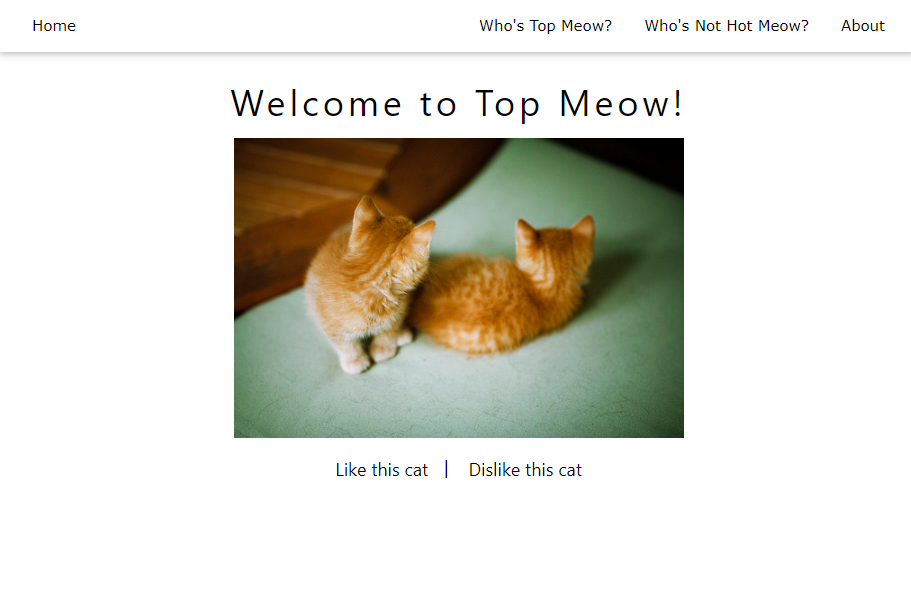 Home Who's Top Meow? Who's Not Hot Meow? About
Welcome to Top Meow!
Like this cat | Dislike this cat